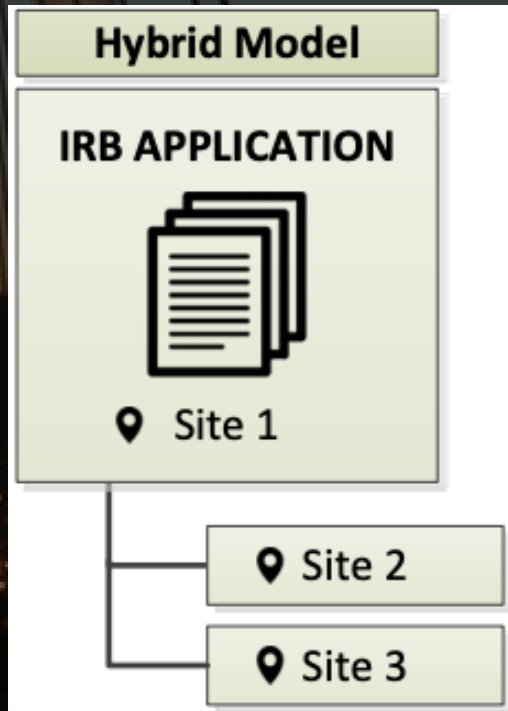 Hybrid Model
IRB APPLICATION
Site 1
Site 2
Site 3